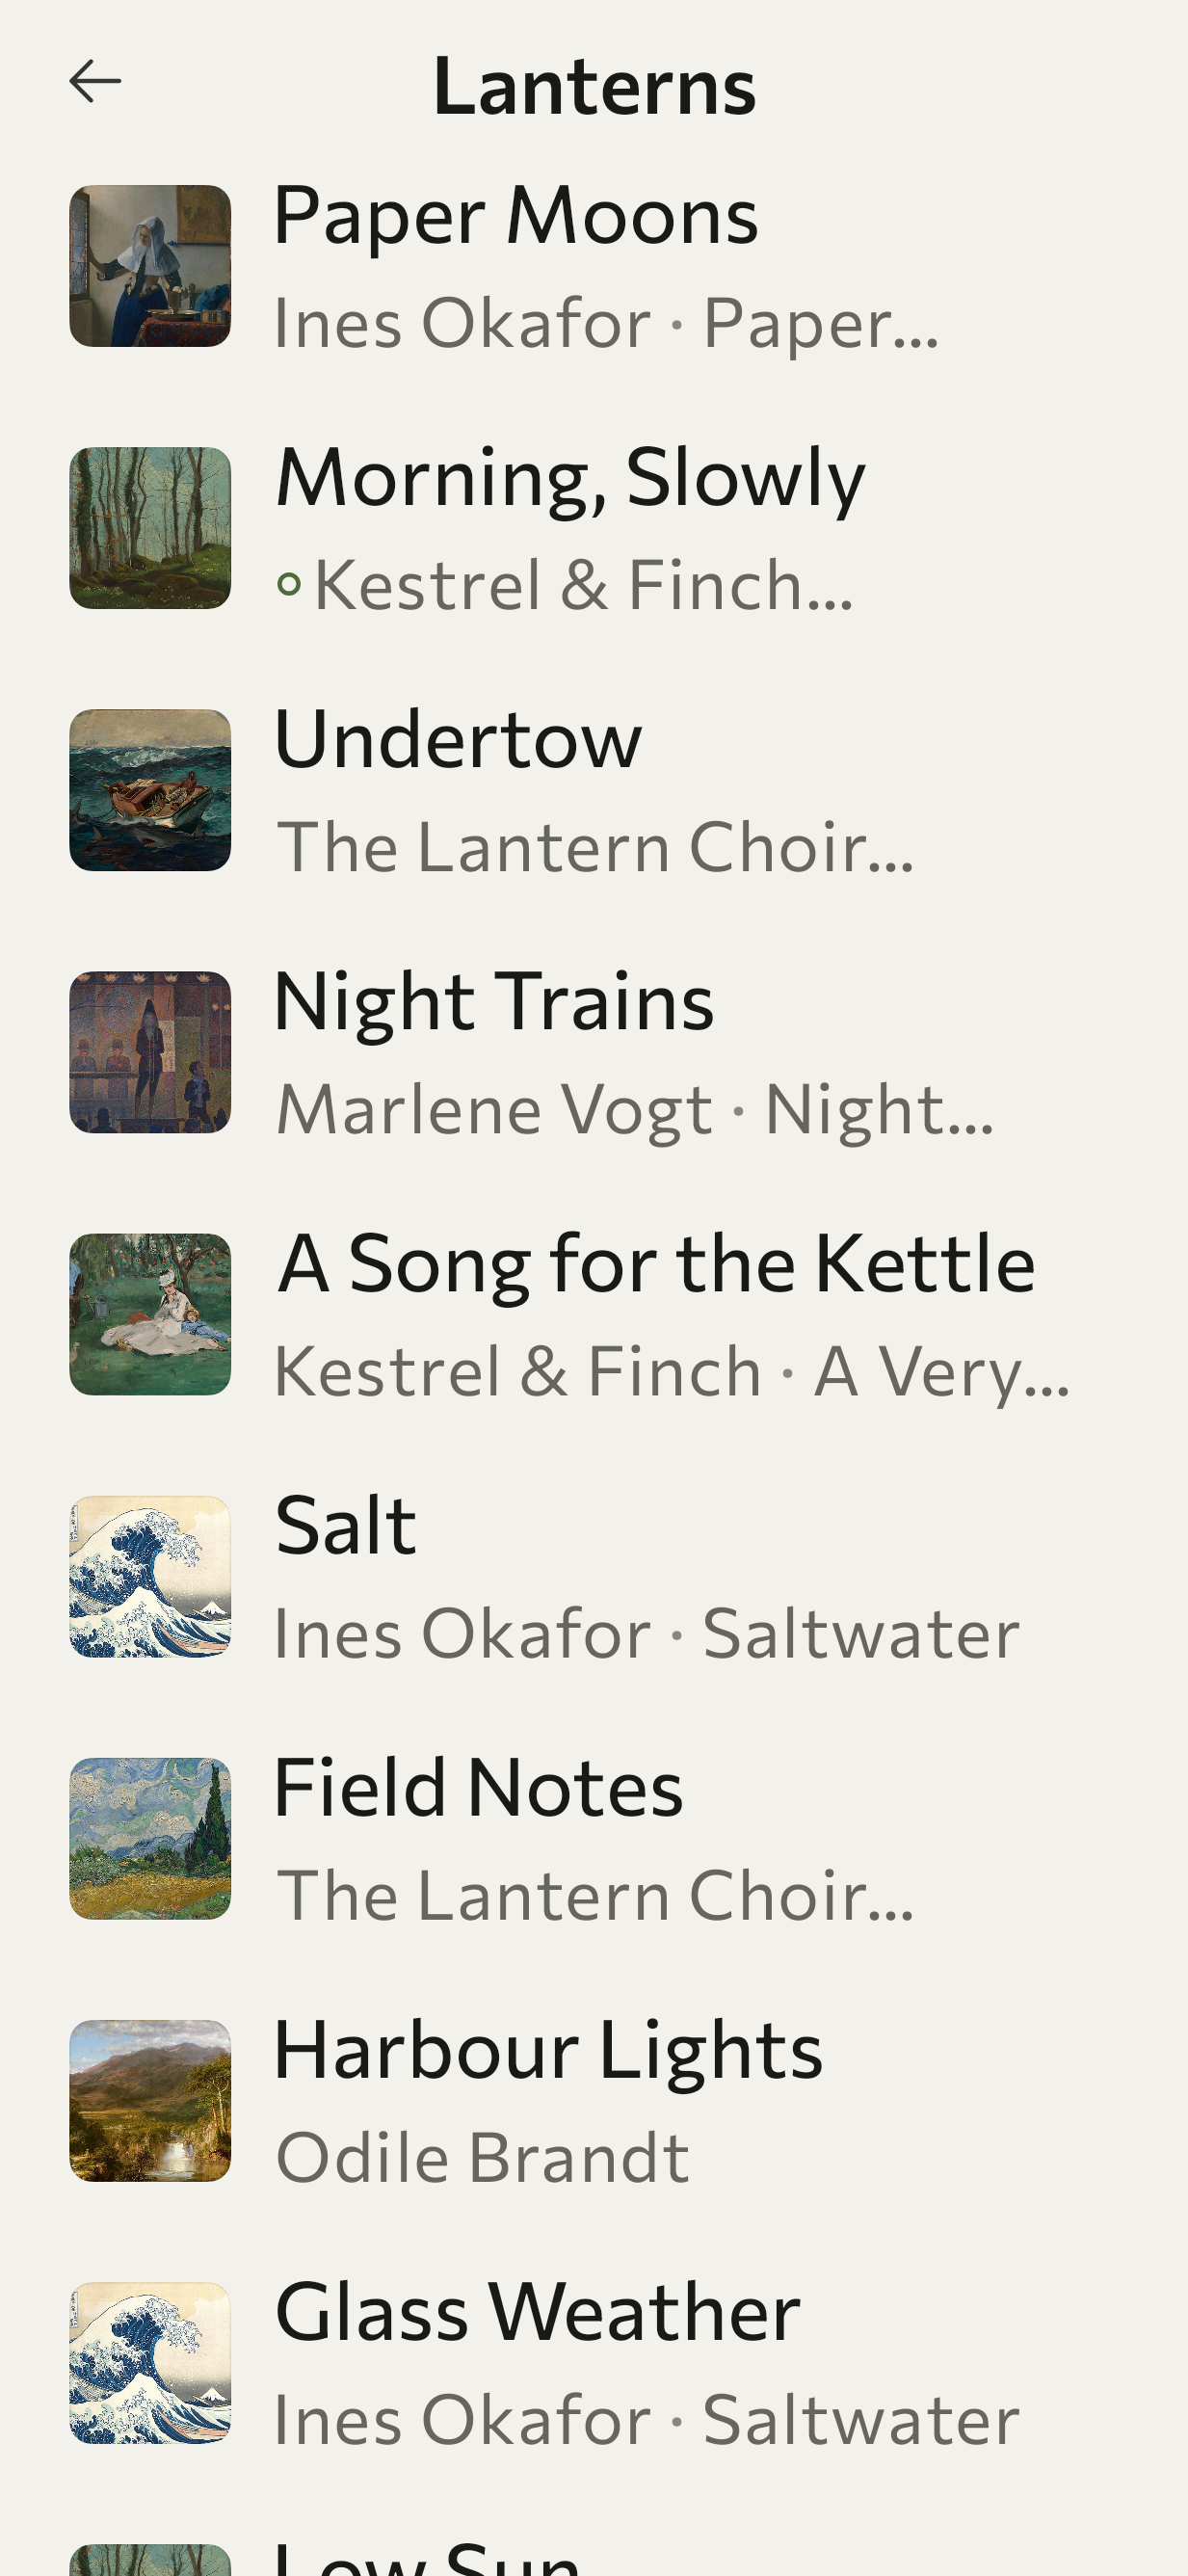 Lanterns
Paper Moons
Ines Okafor · Paper...
Morning, Slowly
Kestrel & Finch...
Undertow
The Lantern Choir...
Night Trains
Marlene Vogt · Night...
A Song for the Kettle
Kestrel & Finch · A Very...
Salt
Ines Okafor · Saltwater
Field Notes
The Lantern Choir...
Harbour Lights
Odile Brandt
Glass Weather
Ines Okafor · Saltwater
Low Sun